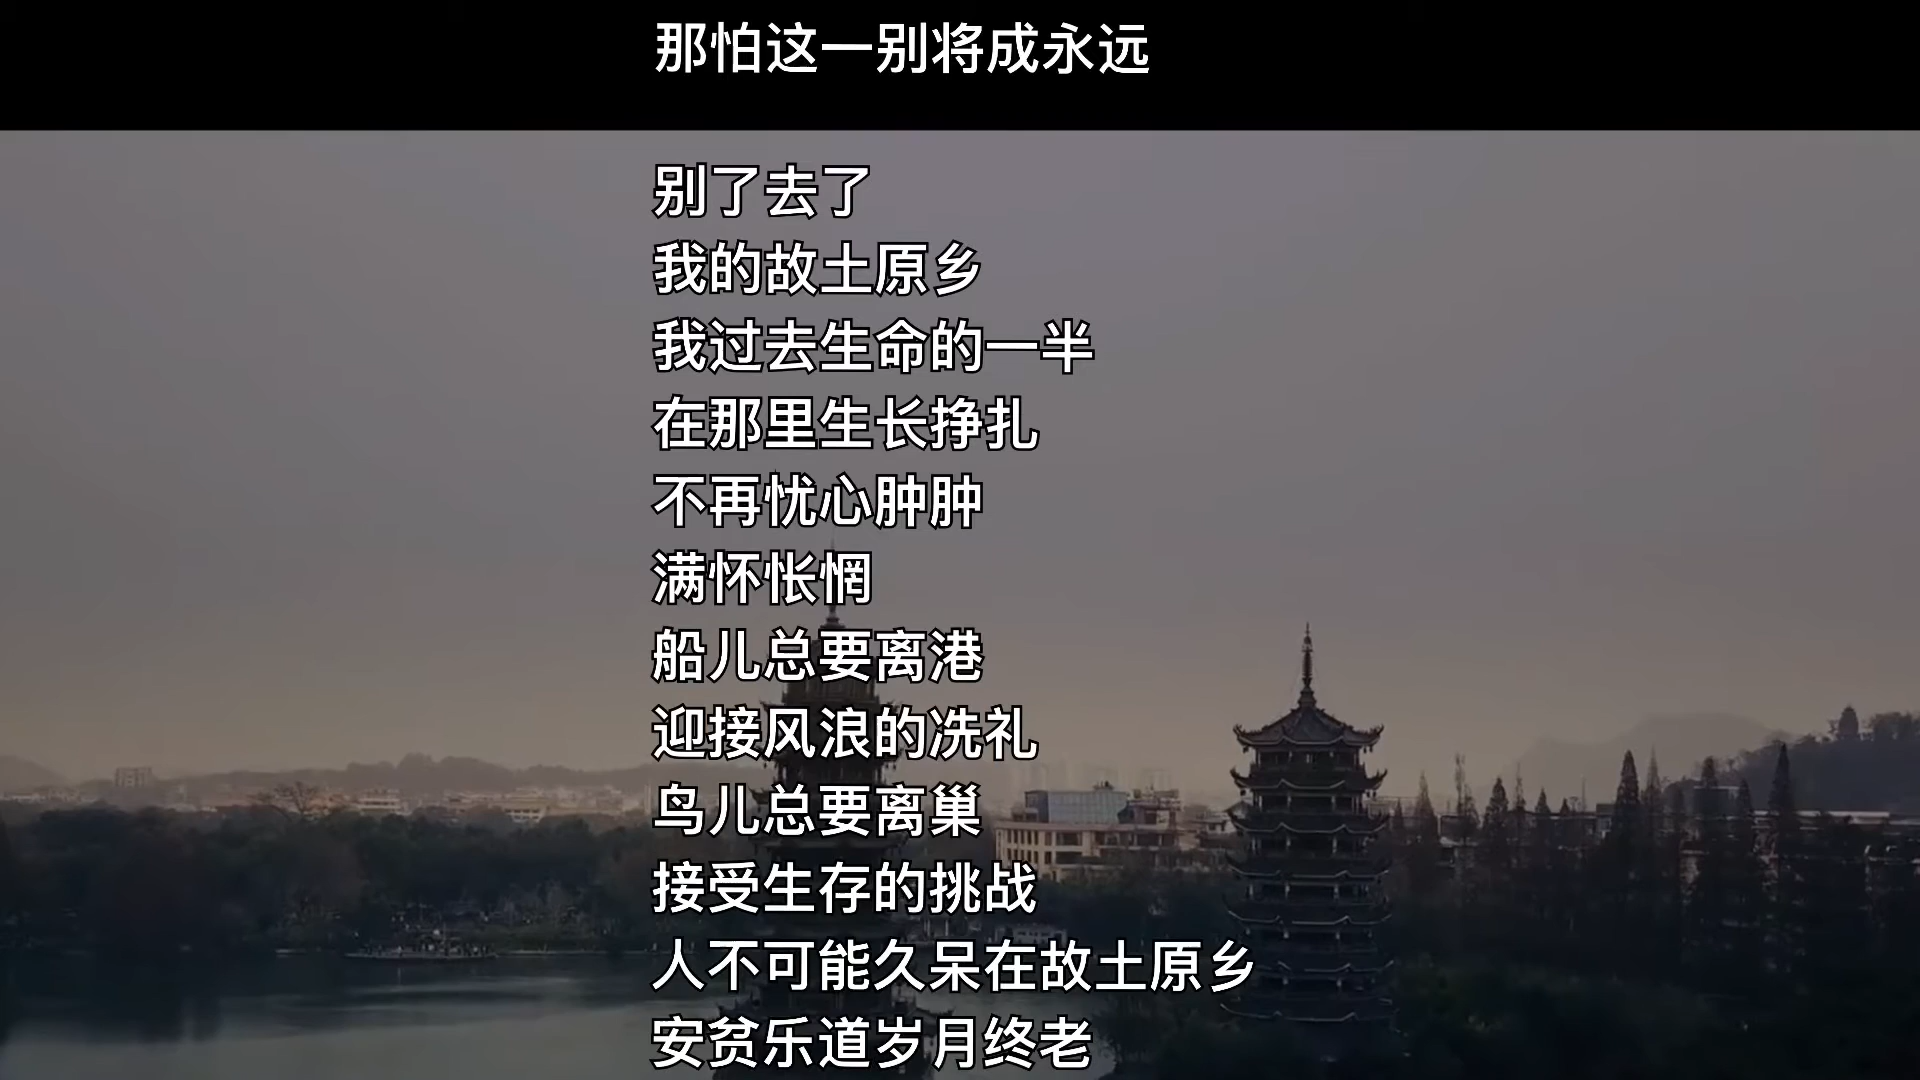 那怕这一别将成永远
别了去了
我的故土原乡
我过去生命的一半
在那里生长挣扎
不再忧心肿肿
满怀怅惘
船儿总要离港
迎接风浪的冼礼
鸟儿总要离巢
接受生存的挑战
人不可能久呆在故土原乡
安贫乐道岁月终老